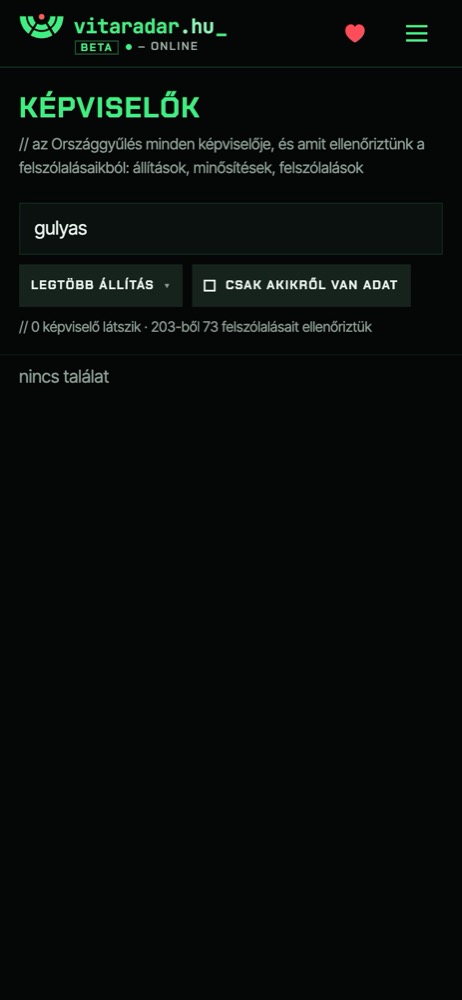 vitaradar.hu_
BETA ● — ONLINE
KÉPVISELŐK
// az Országgyűlés minden képviselője, és amit ellenőriztünk a
felszólalásaikból: állítások, minősítések, felszólalások
gulyas
LEGTÖBB ÁLLÍTÁS ▾ CSAK AKIKRŐL VAN ADAT
// 0 képviselő látszik · 203-ből 73 felszólalásait ellenőriztük
nincs találat